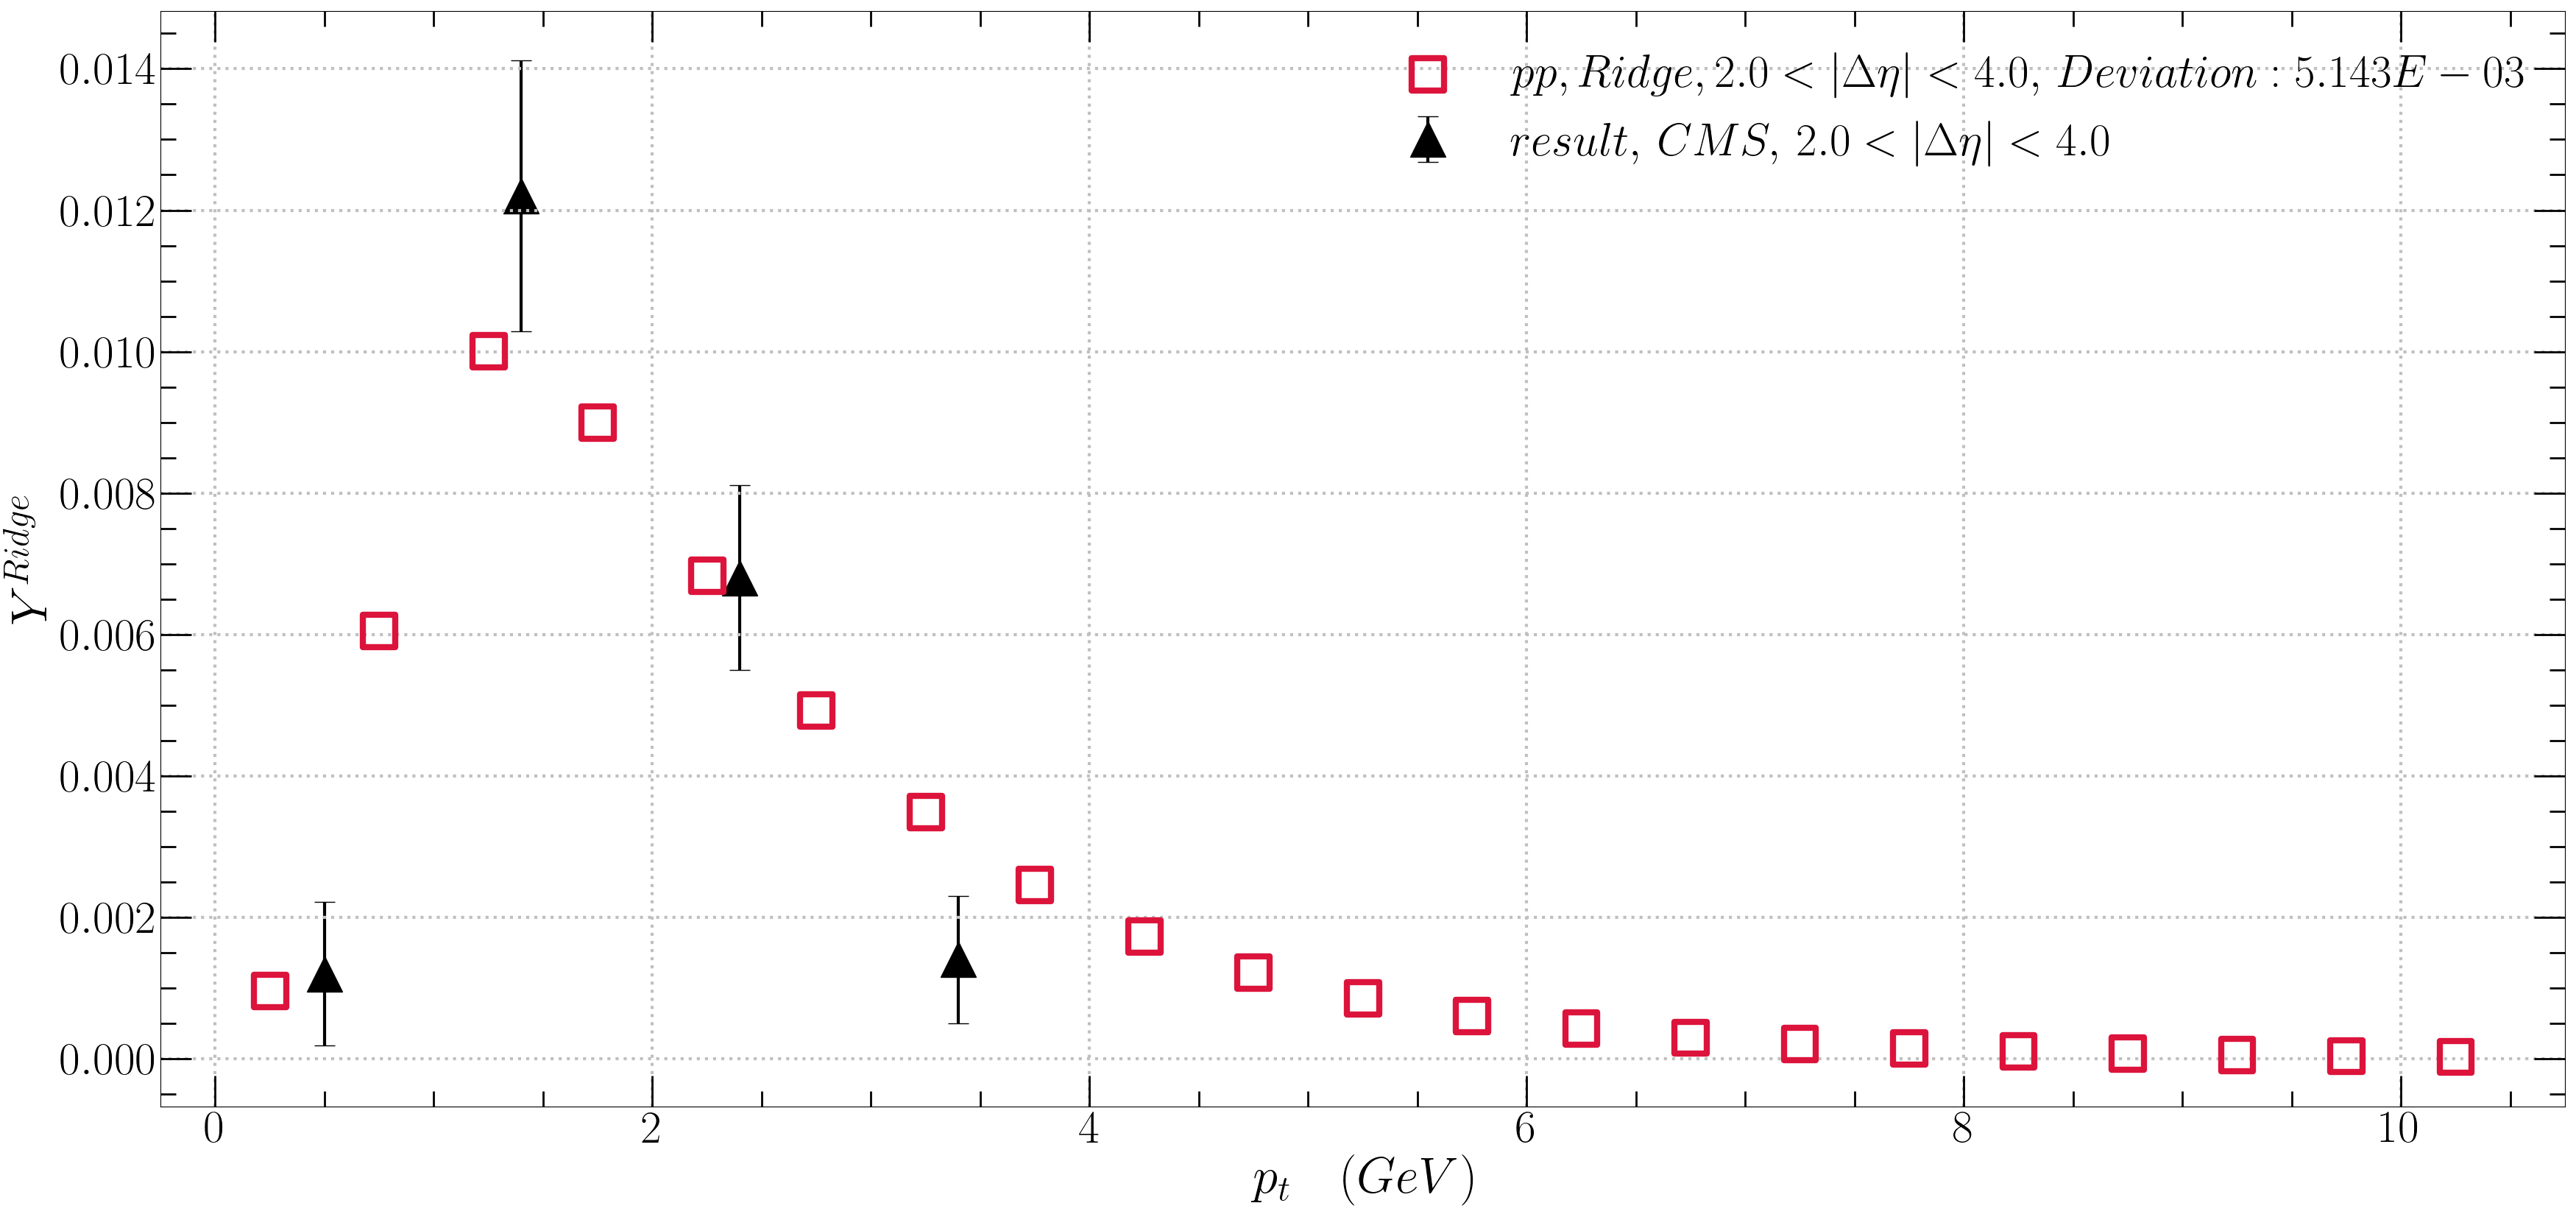 pp, Ridge, 2.0 < |Δη| < 4.0, Deviation : 5.143E − 03
result, CMS, 2.0 < |Δη| < 4.0
0.014
0.012
0.010
0.008
0.006
0.004
0.002
0.000
Y^{Ridge}
0 2 4 6 8 10
p_t (GeV)